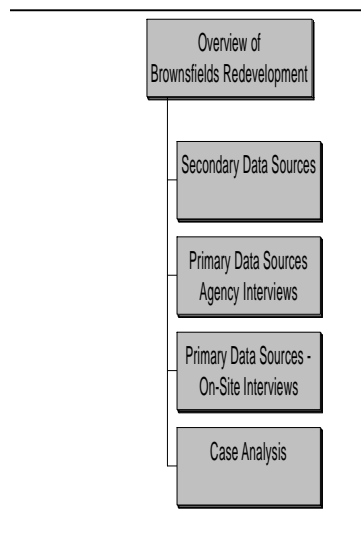 Overview of
Brownsfields Redevelopment
Secondary Data Sources
Primary Data Sources
Agency Interviews
Primary Data Sources -
On-Site Interviews
Case Analysis